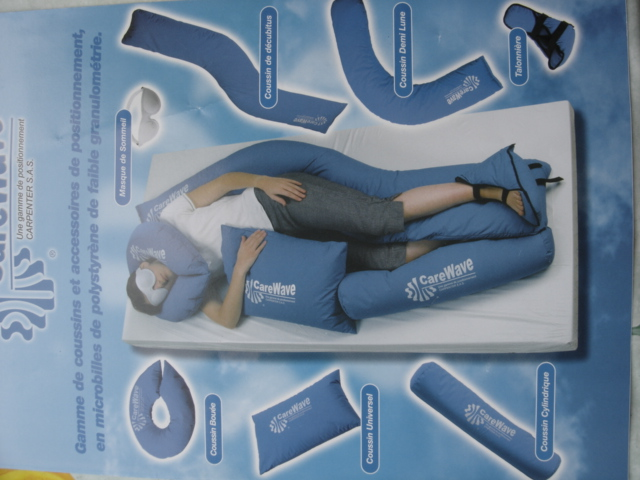 CareWave
®
Une gamme de positionnement
CARPENTER S.A.S.
Gamme de coussins et accessoires de positionnement,
en microbilles de polystyrène de faible granulométrie.
Masque de Sommeil
Coussin de décubitus
Coussin Demi Lune
CareWave
Talonnière
CareWave
CareWave
CareWave
Coussin Bouée
CareWave
Coussin Universel
CareWave
Coussin Cylindrique